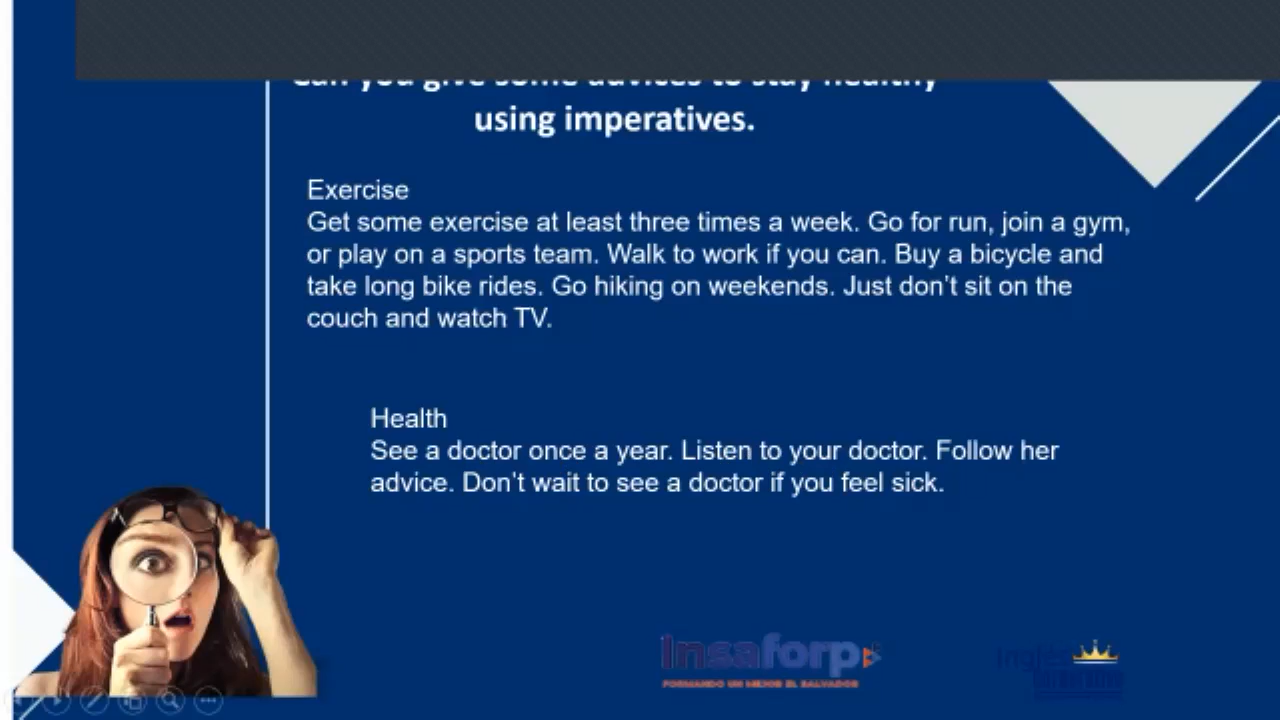 Can you give some advices to stay healthy
using imperatives.
Exercise
Get some exercise at least three times a week. Go for run, join a gym,
or play on a sports team. Walk to work if you can. Buy a bicycle and
take long bike rides. Go hiking on weekends. Just don’t sit on the
couch and watch TV.
Health
See a doctor once a year. Listen to your doctor. Follow her
advice. Don’t wait to see a doctor if you feel sick.
Insaforp
FORMANDO UN MEJOR EL SALVADOR